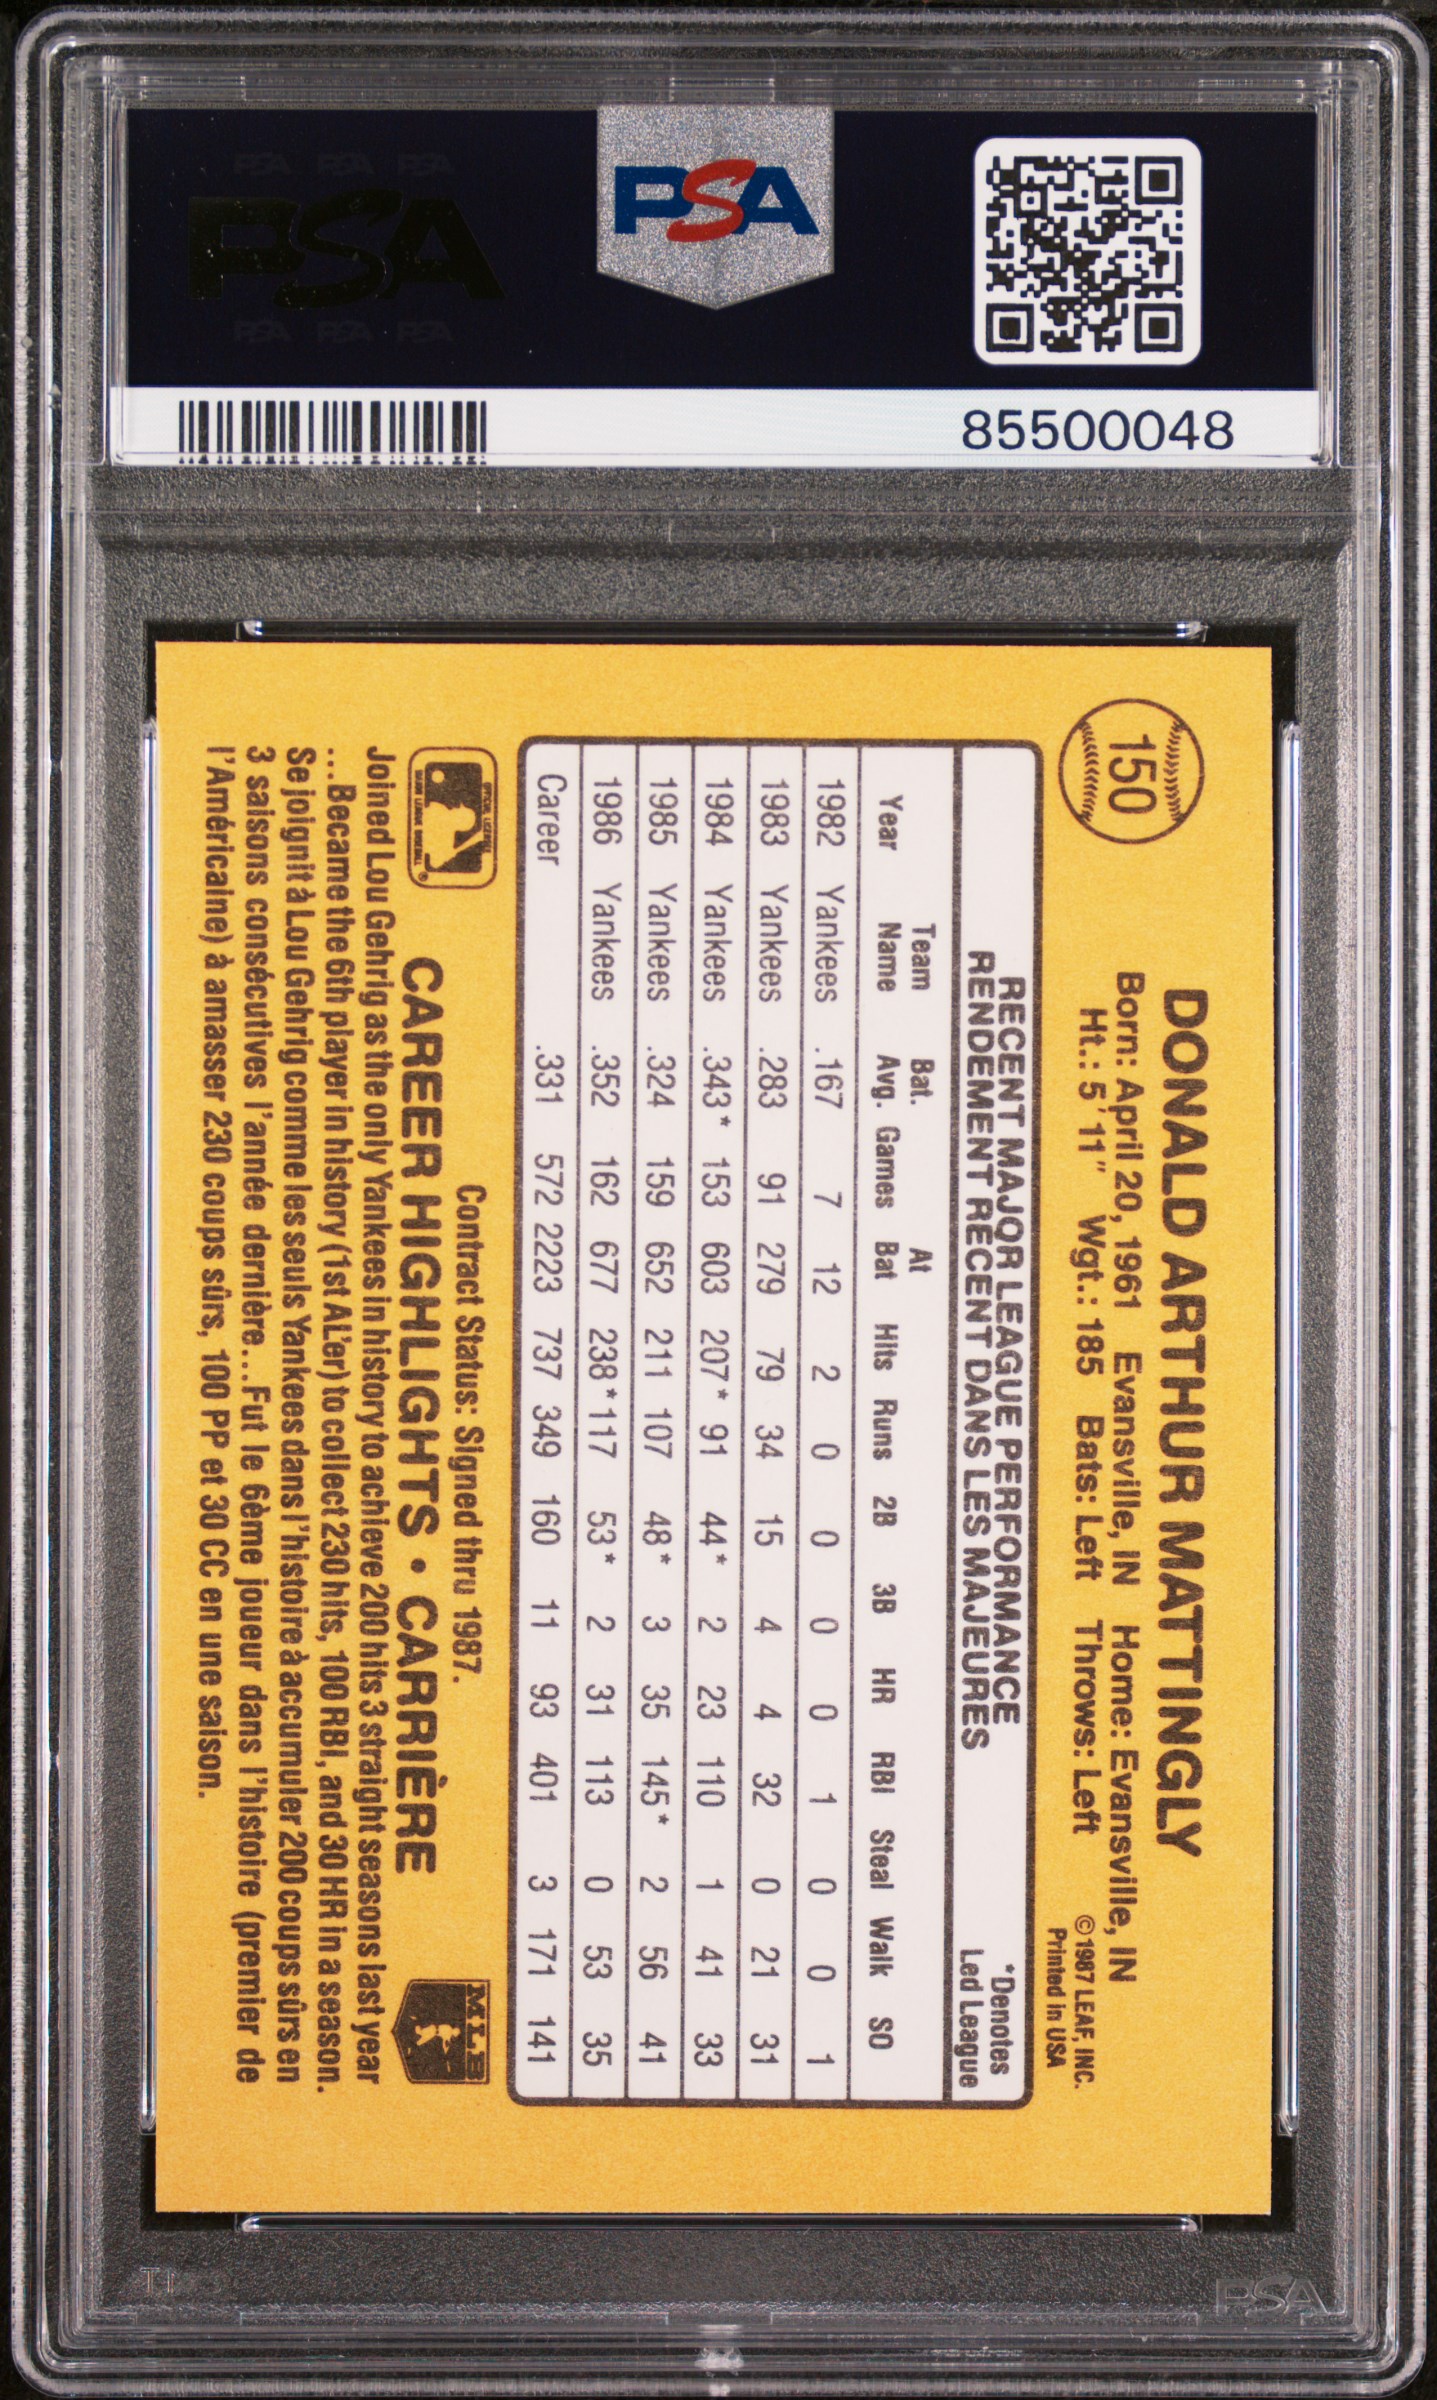 PSA PSA PSA
PSA
PSA PSA PSA
PSA
85500048
150
DONALD ARTHUR MATTINGLY
Born: April 20, 1961 Evansville, IN Home: Evansville, IN
Ht.: 5'11" Wgt.: 185 Bats: Left Throws: Left
© 1987 LEAF, INC.
Printed in USA
RECENT MAJOR LEAGUE PERFORMANCE
RENDEMENT RECENT DANS LES MAJEURES
*Denotes
Led League
Year Team Name Bat. Avg. Games At Bat Hits Runs 2B 3B HR RBI Steal Walk SO
1982 Yankees .167 7 12 2 0 0 0 0 1 0 0 1
1983 Yankees .283 91 279 79 34 15 4 4 32 0 21 31
1984 Yankees .343* 153 603 207* 91 44* 2 23 110 1 41 33
1985 Yankees .324 159 652 211 107 48* 3 35 145* 2 56 41
1986 Yankees .352 162 677 238* 117 53* 2 31 113 0 53 35
Career .331 572 2223 737 349 160 11 93 401 3 171 141
Contract Status: Signed thru 1987.
CAREER HIGHLIGHTS • CARRIÈRE
MLB
Joined Lou Gehrig as the only Yankees in history to achieve 200 hits 3 straight seasons last year
...Became the 6th player in history (1st AL'er) to collect 230 hits, 100 RBI, and 30 HR in a season.
Se joignit à Lou Gehrig comme les seuls Yankees dans l'histoire à accumuler 200 coups sûrs en
3 saisons consécutives l'année dernière...Fut le 6ème joueur dans l'histoire (premier de
l'Américaine) à amasser 230 coups sûrs, 100 PP et 30 CC en une saison.
PSA